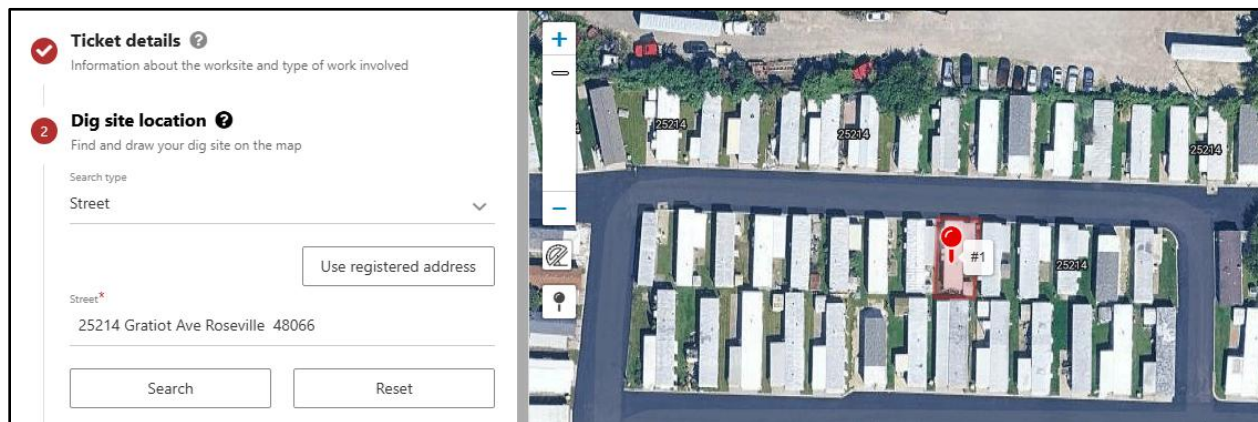 Ticket details ?
Information about the worksite and type of work involved
2
Dig site location ?
Find and draw your dig site on the map
Search type
Street
Use registered address
Street*
25214 Gratiot Ave Roseville 48066
Search
Reset
+
−
25214
25214
25214
#1
25214